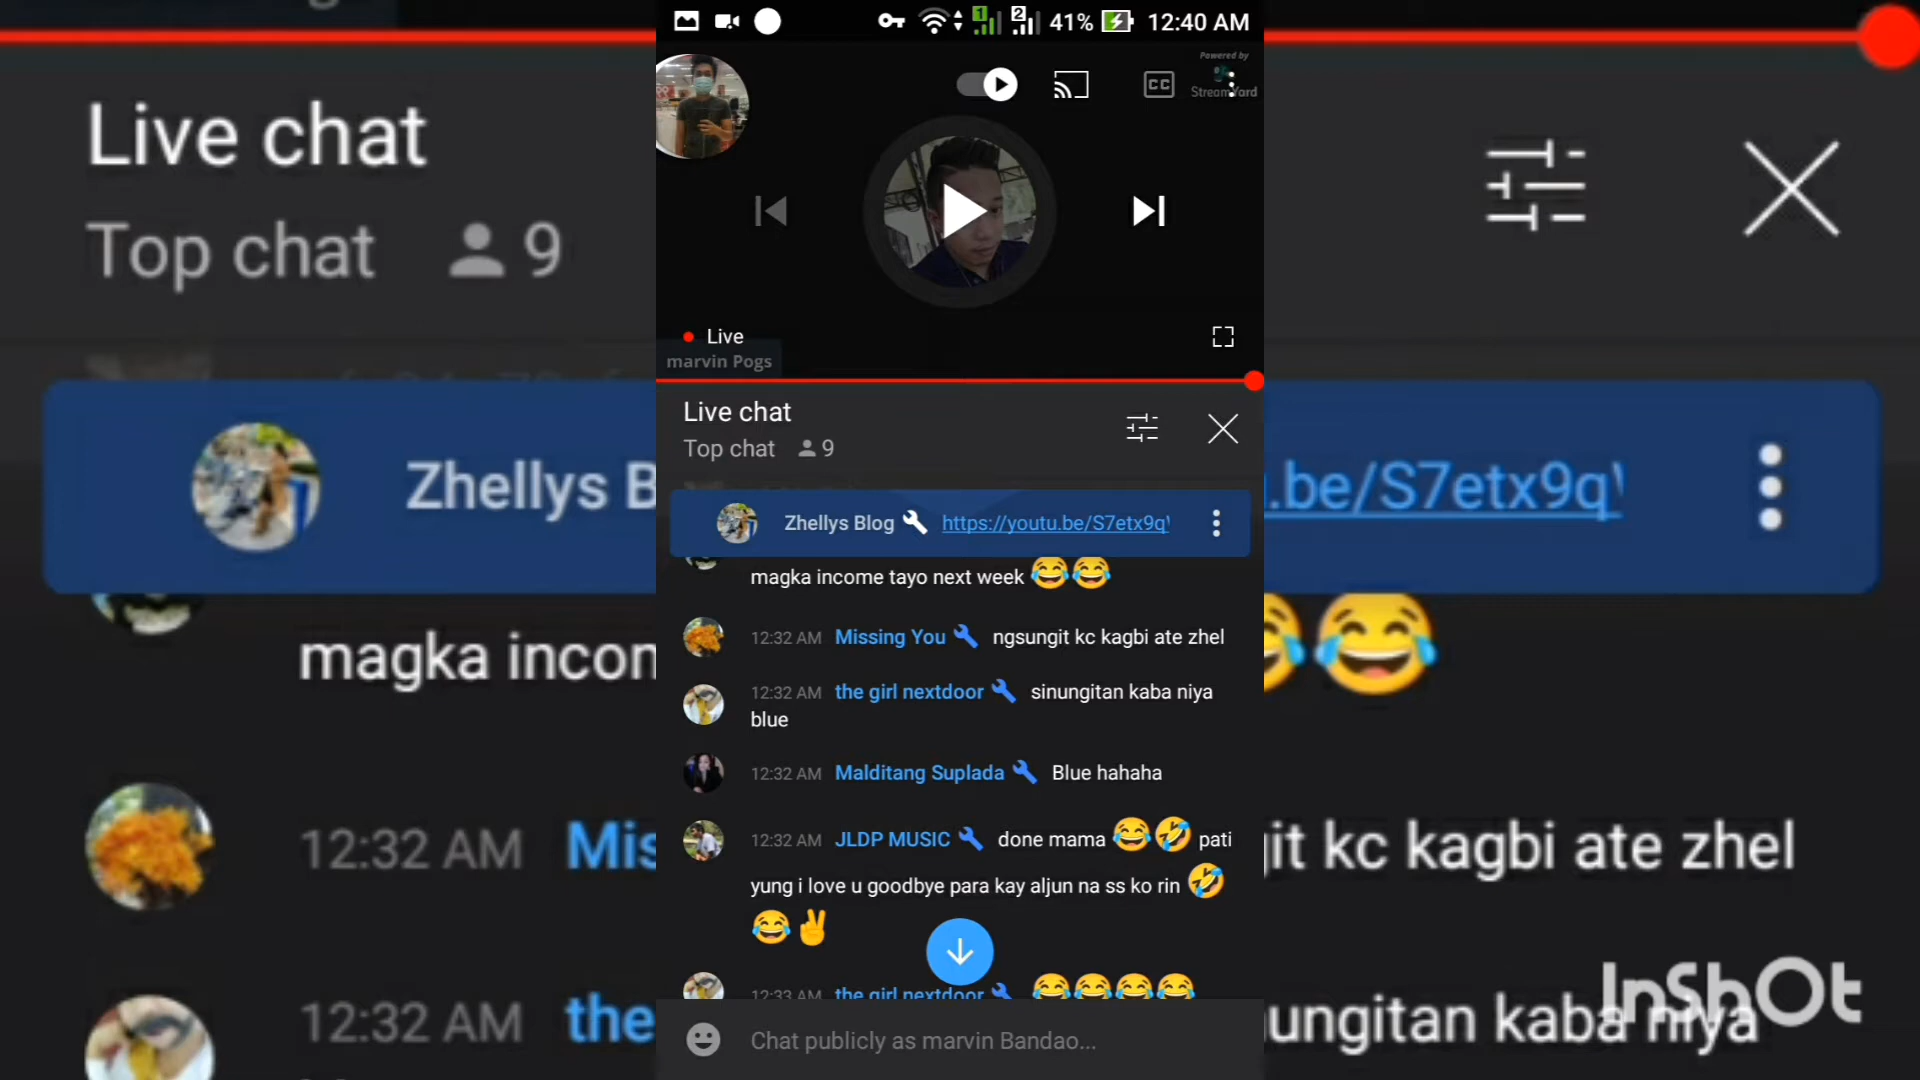 41% 12:40 AM
Powered by
StreamYard
CC
Live
marvin Pogs
Live chat
Top chat 9
Zhellys Blog https://youtu.be/S7etx9q
magka income tayo next week 😂😂
12:32 AM Missing You ngsungit kc kagbi ate zhel
12:32 AM the girl nextdoor sinungitan kaba niya
blue
12:32 AM Malditang Suplada Blue hahaha
12:32 AM JLDP MUSIC done mama 😂🤣 pati
yung i love u goodbye para kay aljun na ss ko rin 🤣
😂✌
12:33 AM the girl nextdoor 😂😂😂😂
Chat publicly as marvin Bandao...
Live chat
Top chat 9
Zhellys B
.be/S7etx9q
magka incom
12:32 AM Mis
git kc kagbi ate zhel
12:32 AM the
ungitan kaba niya
InShOt